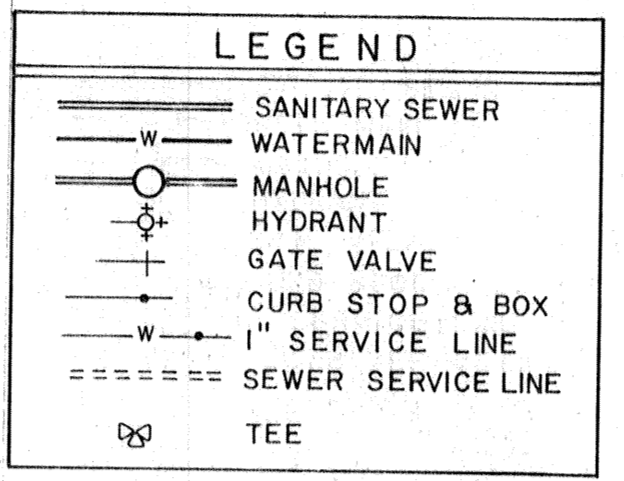 LEGEND
SANITARY SEWER
W WATERMAIN
MANHOLE
HYDRANT
GATE VALVE
CURB STOP & BOX
W 1" SERVICE LINE
SEWER SERVICE LINE
TEE